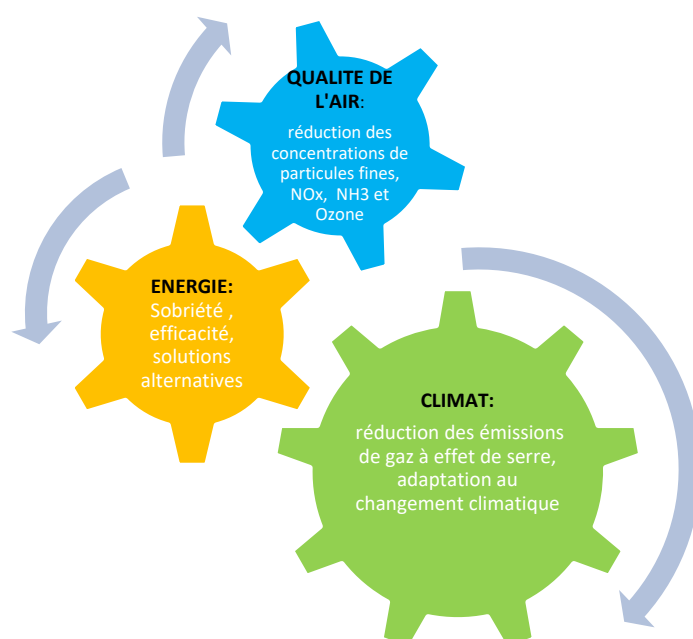 QUALITE DE
L'AIR:
réduction des
concentrations de
particules fines,
NOx, NH3 et
Ozone
ENERGIE:
Sobriété ,
efficacité,
solutions
alternatives
CLIMAT:
réduction des émissions
de gaz à effet de serre,
adaptation au
changement climatique